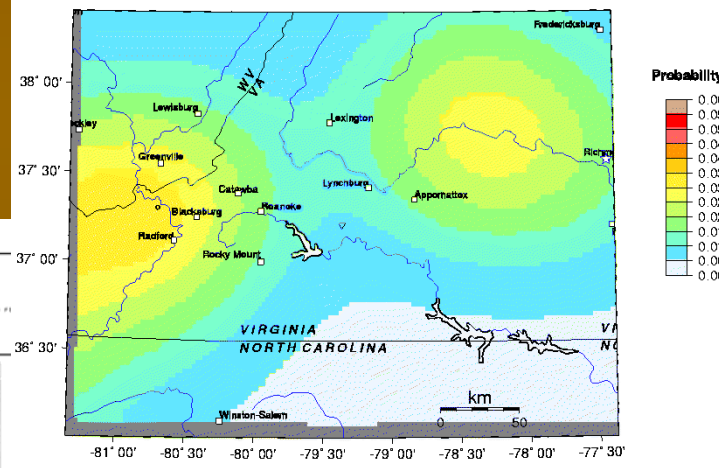 Fredericksburg
Probability
38° 00'
WV
VA
Lewisburg
Lexington
ckley
Greenville
Richm
37° 30'
Catawba
Lynchburg
Appomattox
Blacksburg
Roanoke
Radford
37° 00'
Rocky Mount
VIRGINIA
NORTH CAROLINA
36° 30'
km
0 50
Winston-Salem
-81° 00' -80° 30' -80° 00' -79° 30' -79° 00' -78° 30' -78° 00' -77° 30'